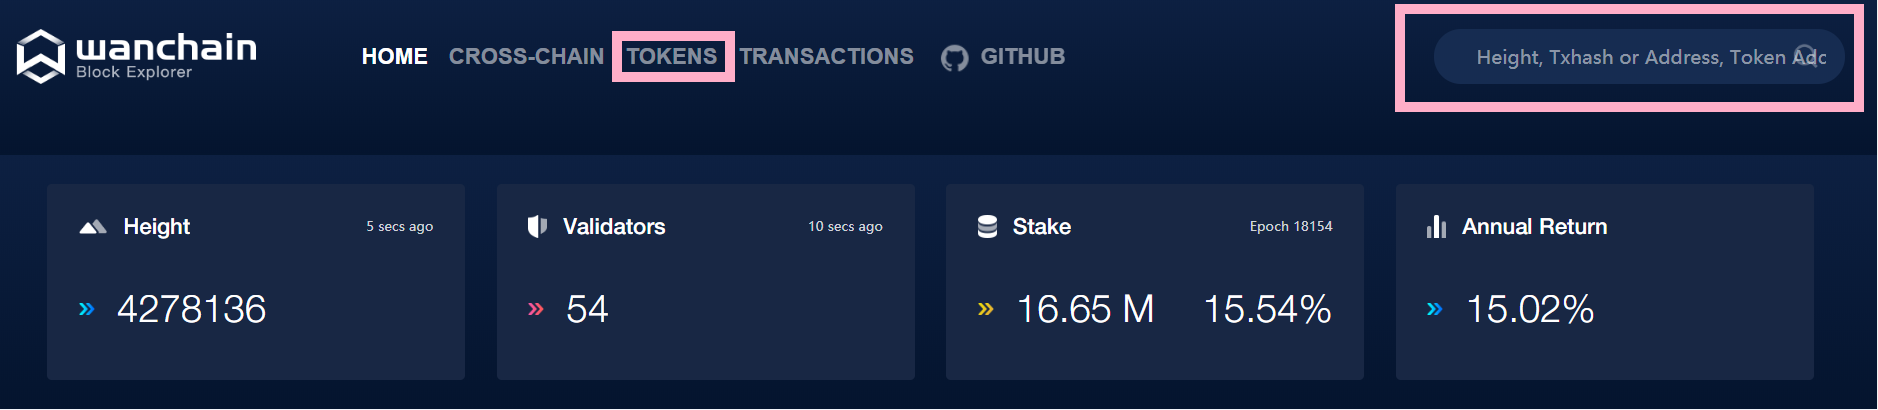 wanchain
Block Explorer
HOME CROSS-CHAIN TOKENS TRANSACTIONS GITHUB
Height, Txhash or Address, Token Adc
Height 5 secs ago
4278136
Validators 10 secs ago
54
Stake Epoch 18154
16.65 M 15.54%
Annual Return
15.02%